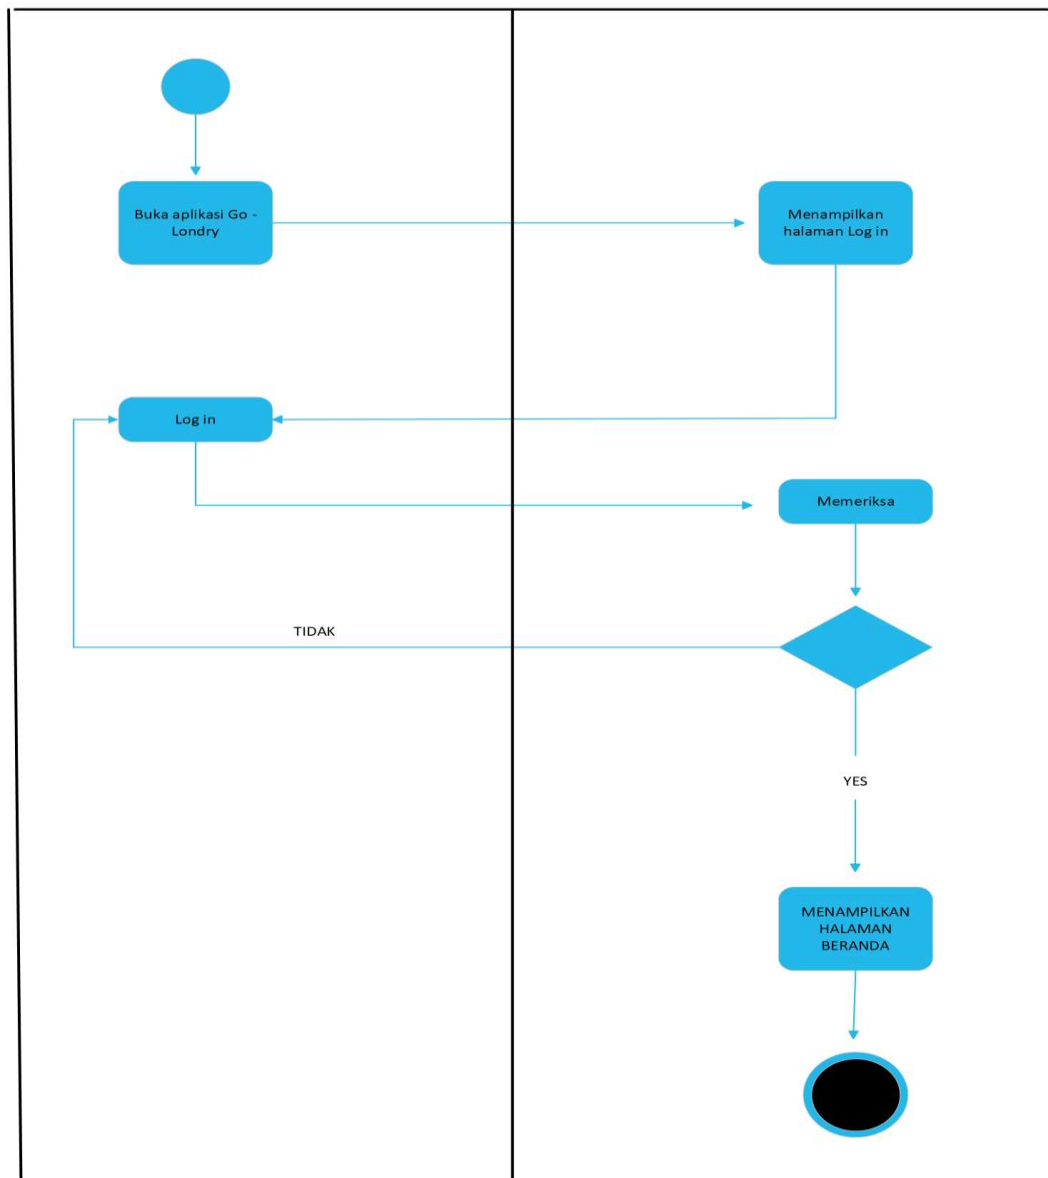 Buka aplikasi Go -
Londry
Menampilkan
halaman Log in
Log in
Memeriksa
TIDAK
YES
MENAMPILKAN
HALAMAN
BERANDA